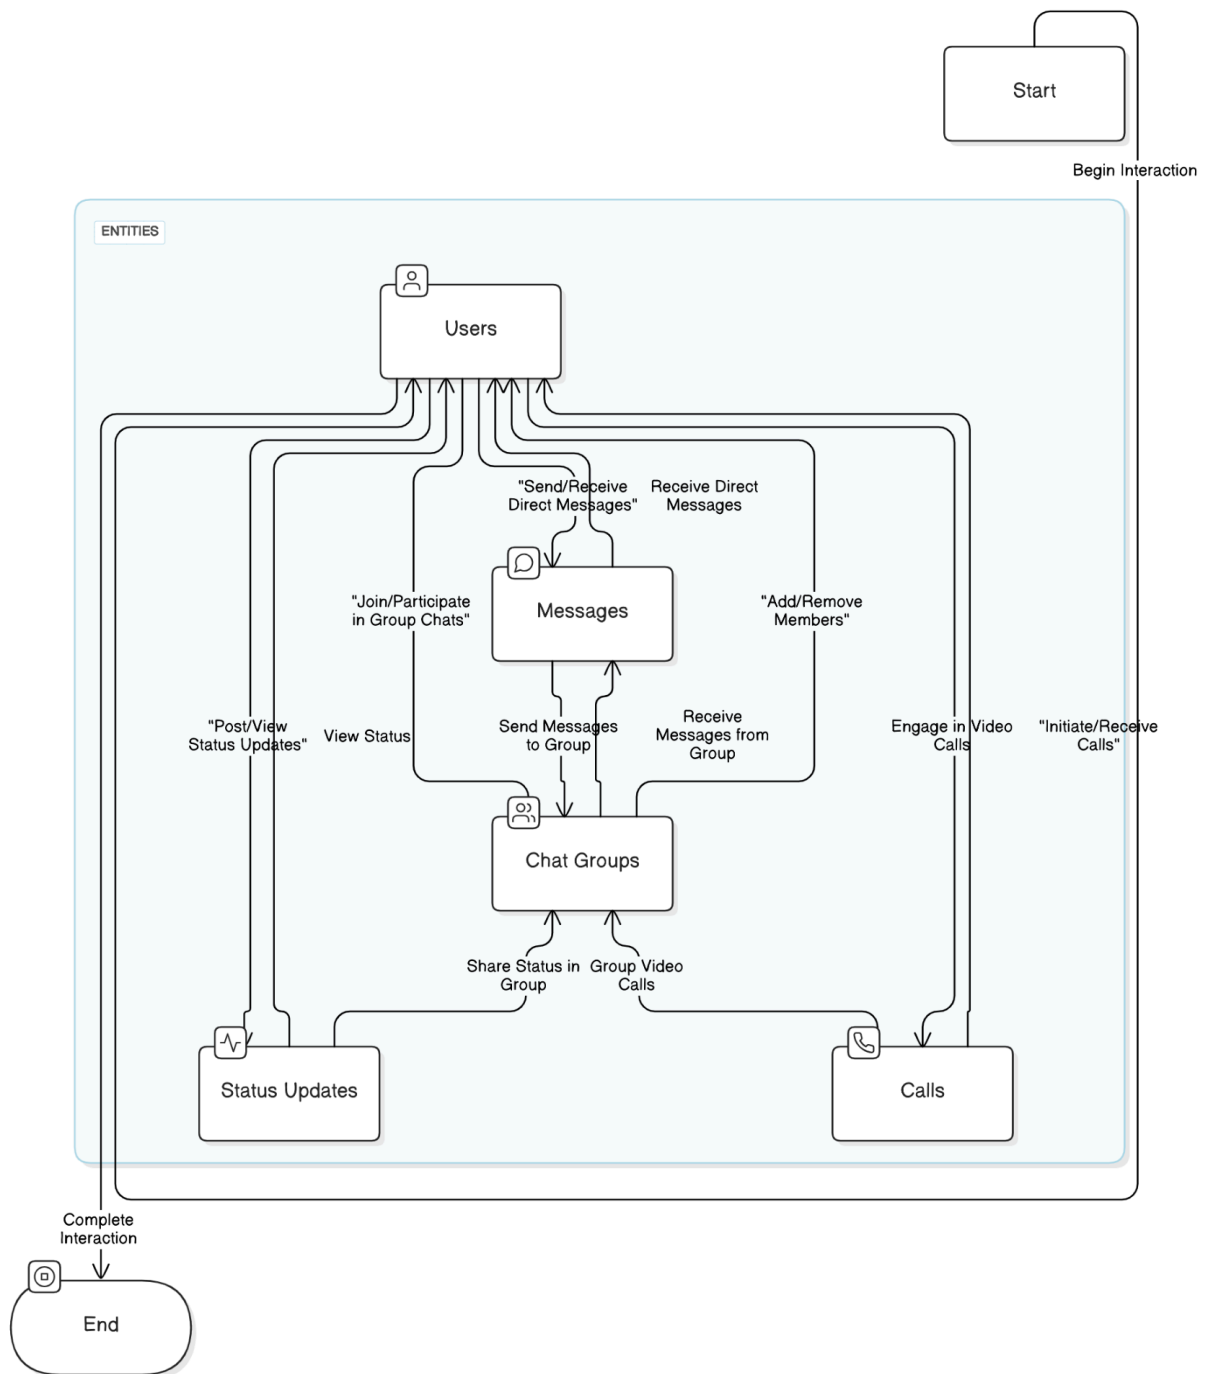 Start
Begin Interaction
ENTITIES
Users
"Send/Receive
Direct Messages"
Receive Direct
Messages
Messages
"Join/Participate
in Group Chats"
"Add/Remove
Members"
"Post/View
Status Updates"
View Status
Send Messages
to Group
Receive
Messages from
Group
Engage in Video
Calls
"Initiate/Receive
Calls"
Chat Groups
Share Status in
Group
Group Video
Calls
Status Updates
Calls
Complete
Interaction
End